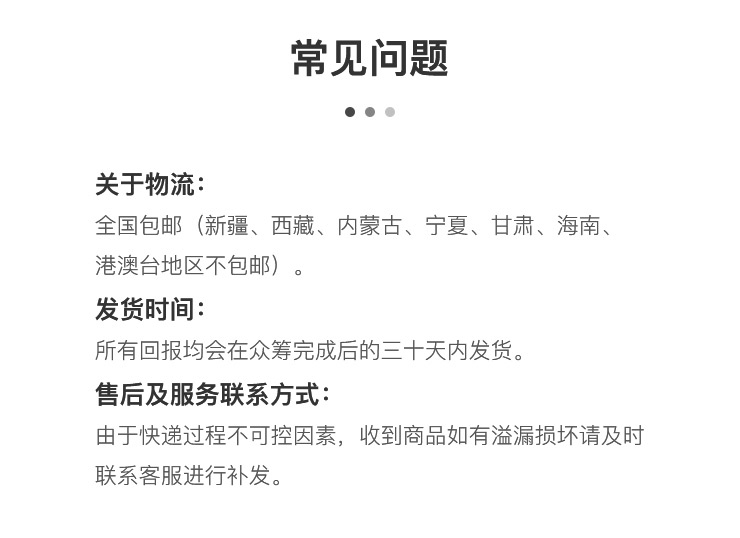 常见问题
关于物流：
全国包邮（新疆、西藏、内蒙古、宁夏、甘肃、海南、
港澳台地区不包邮）。
发货时间：
所有回报均会在众筹完成后的三十天内发货。
售后及服务联系方式：
由于快递过程不可控因素，收到商品如有溢漏损坏请及时
联系客服进行补发。